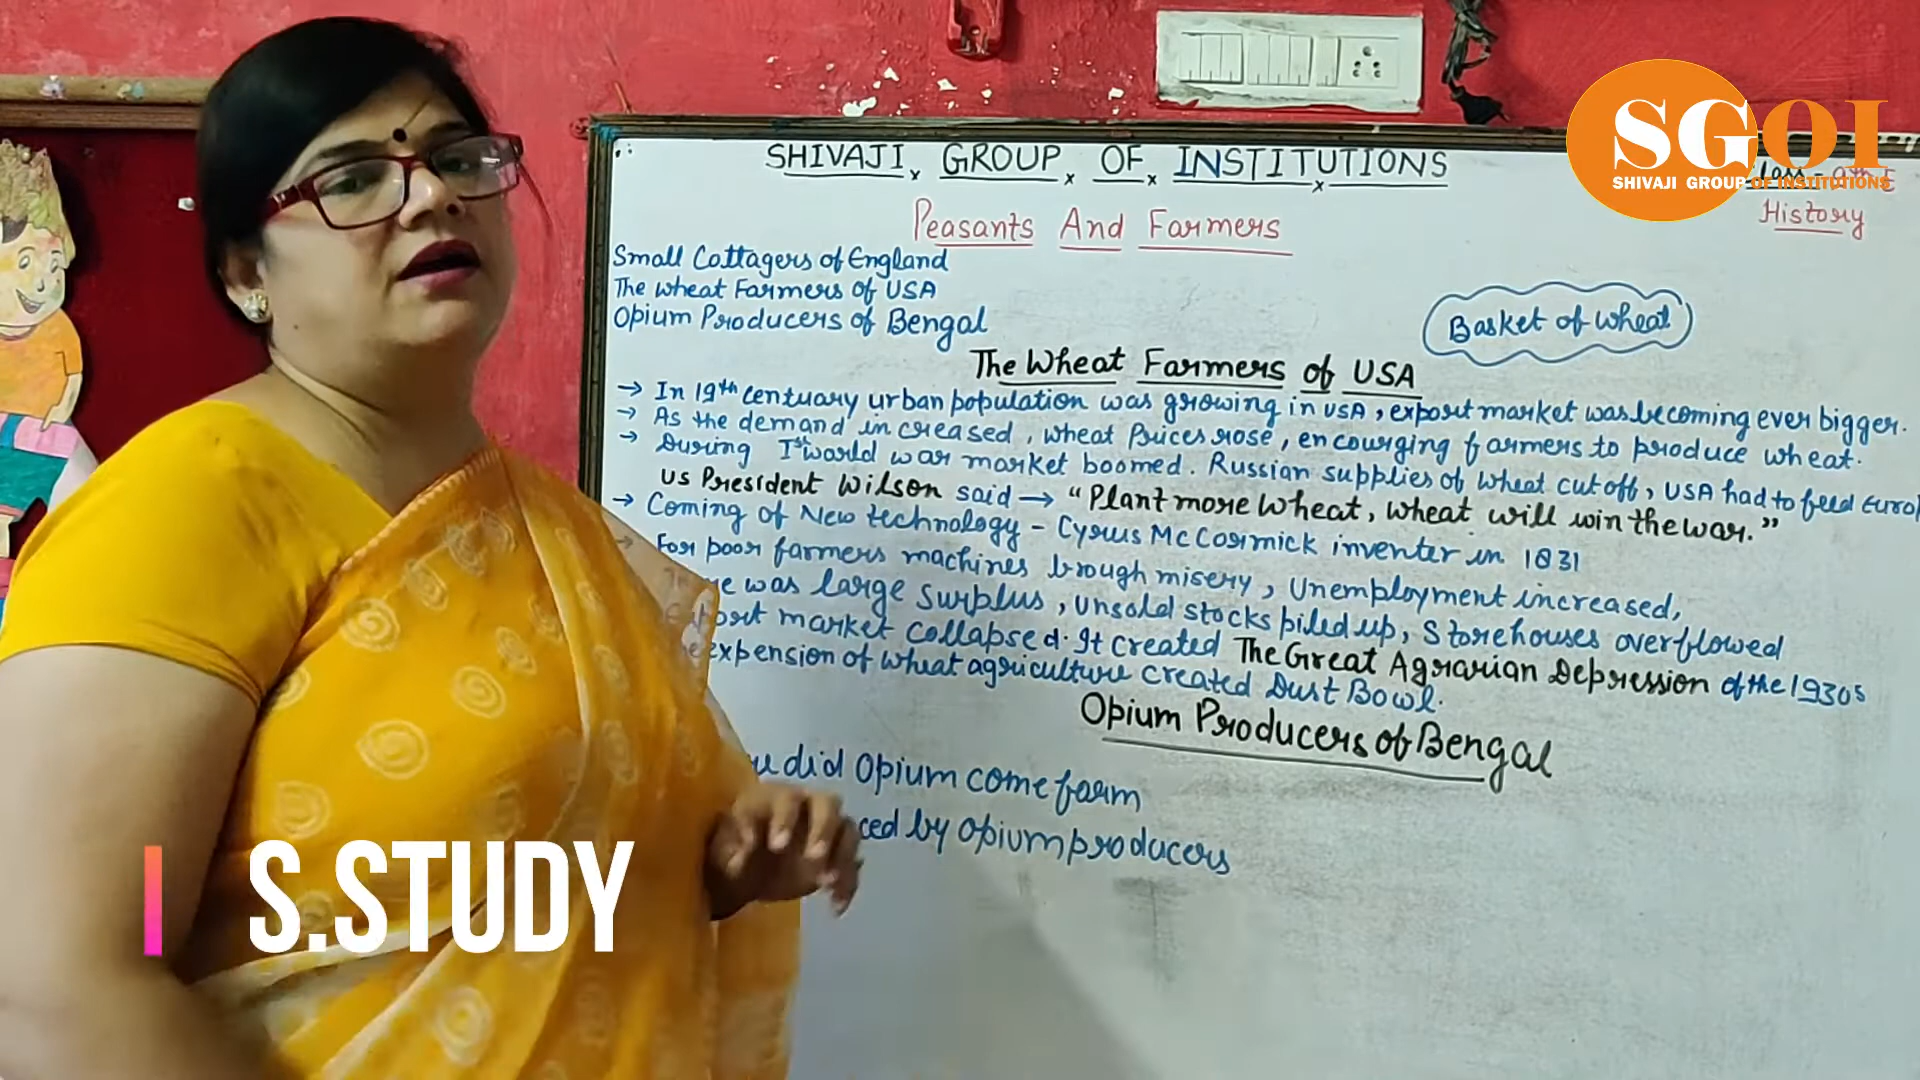 SGOI
SHIVAJI GROUP OF INSTITUTIONS
SHIVAJI GROUP OF INSTITUTIONS
History
Peasants And Farmers
Small Cottagers of England
The wheat Farmers of USA
Opium Producers of Bengal
Basket of wheat
The Wheat Farmers of USA
→ In 19th centuary urban population was growing in USA, export market was becoming ever bigger.
→ As the demand increased, wheat Prices rose, encourging farmers to produce wheat.
→ During Ist world war market boomed. Russian supplies of wheat cut off, USA had to feed
US President Wilson said → "Plant more wheat, wheat will win the war."
→ Coming of New technology - Cyrus McCormick inventer in 1831
→ For poor farmers machines brough misery, Unemployment increased,
was large surplus, unsold stocks piled up, Storehouses overflowed
market collapsed. It created The Great Agrarian Depression of the 1930s
expension of wheat agriculture created Dust Bowl.
Opium Producers of Bengal
did Opium come farm
by Opium producers
S.STUDY